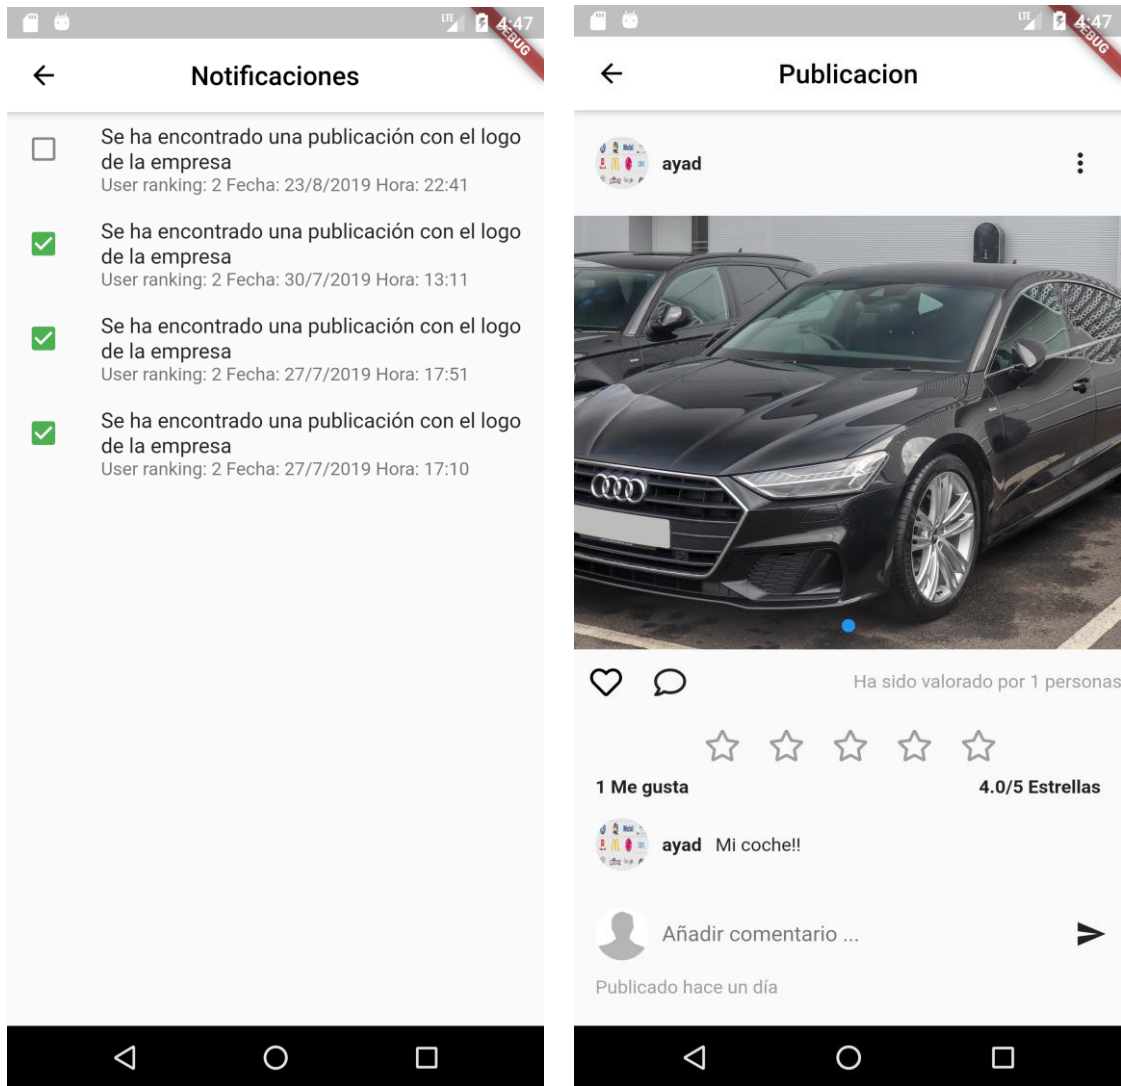 LTE 4:47
DEBUG
Notificaciones
Se ha encontrado una publicación con el logo
de la empresa
User ranking: 2 Fecha: 23/8/2019 Hora: 22:41
Se ha encontrado una publicación con el logo
de la empresa
User ranking: 2 Fecha: 30/7/2019 Hora: 13:11
Se ha encontrado una publicación con el logo
de la empresa
User ranking: 2 Fecha: 27/7/2019 Hora: 17:51
Se ha encontrado una publicación con el logo
de la empresa
User ranking: 2 Fecha: 27/7/2019 Hora: 17:10
LTE 4:47
DEBUG
Publicacion
ayad
Ha sido valorado por 1 personas
1 Me gusta
4.0/5 Estrellas
ayad Mi coche!!
Añadir comentario ...
Publicado hace un día